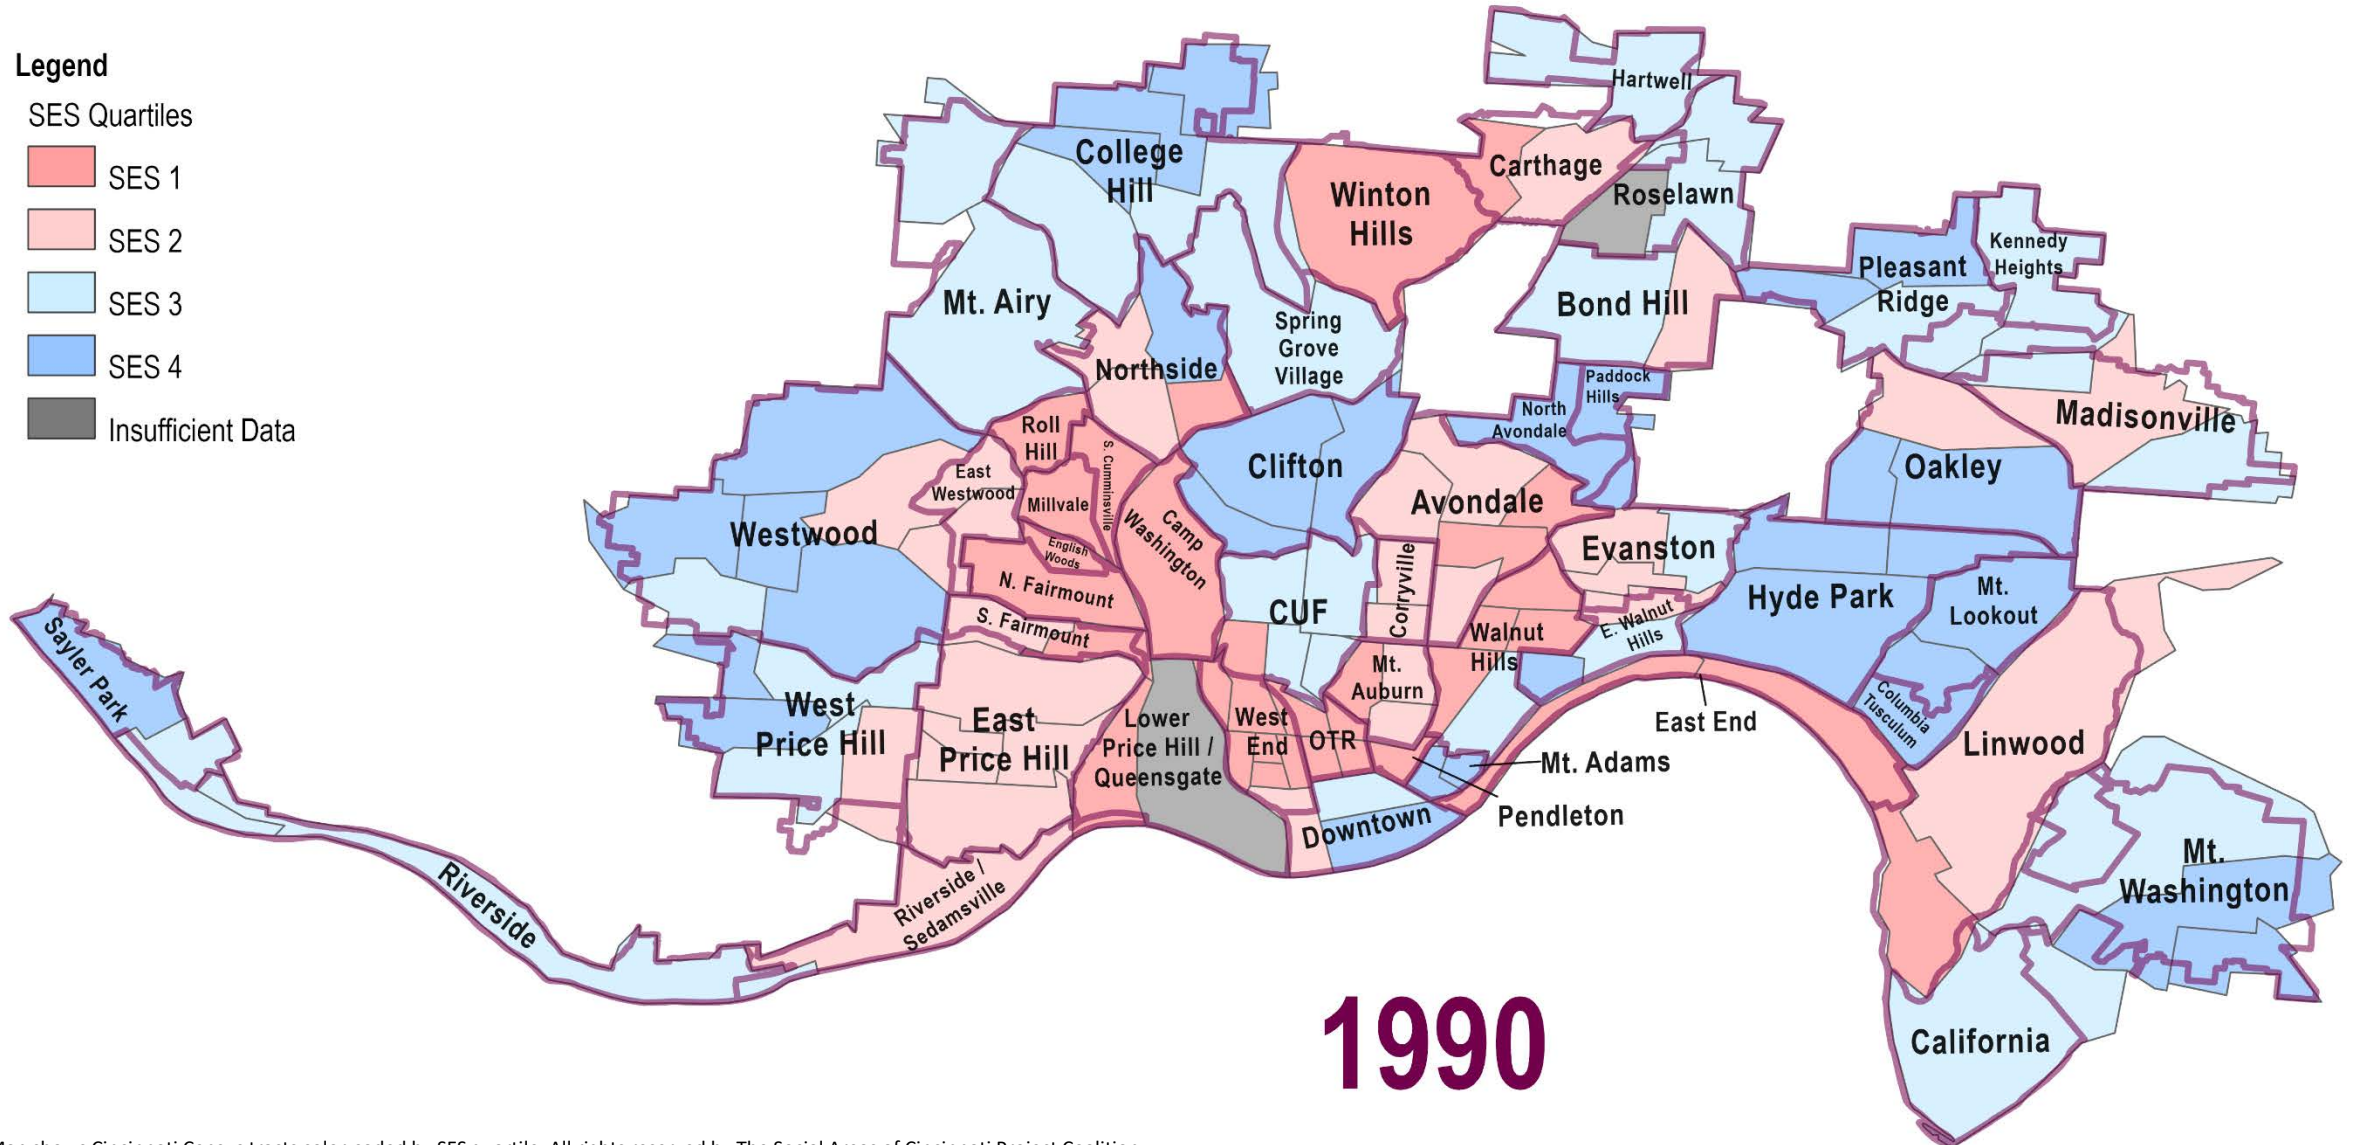 Legend
SES Quartiles
SES 1
SES 2
SES 3
SES 4
Insufficient Data
Hartwell
College
Hill
Carthage
Winton
Hills
Roselawn
Kennedy
Heights
Pleasant
Ridge
Mt. Airy
Bond Hill
Spring
Grove
Village
Northside
Paddock
Hills
North
Avondale
Madisonville
Roll
Hill
S. Cumminsville
Clifton
Oakley
East
Westwood
Millvale
Avondale
Camp
Washington
Westwood
English
Woods
Evanston
Corryville
N. Fairmount
Hyde Park
Mt.
Lookout
CUF
S. Fairmount
E. Walnut
Hills
Walnut
Hills
Sayler Park
Mt.
Auburn
West
Price Hill
East
Price Hill
Lower
Price Hill /
Queensgate
West
End
OTR
East End
Columbia
Tusculum
Linwood
Mt. Adams
Pendleton
Downtown
Mt.
Washington
Riverside
Riverside /
Sedamsville
1990
California